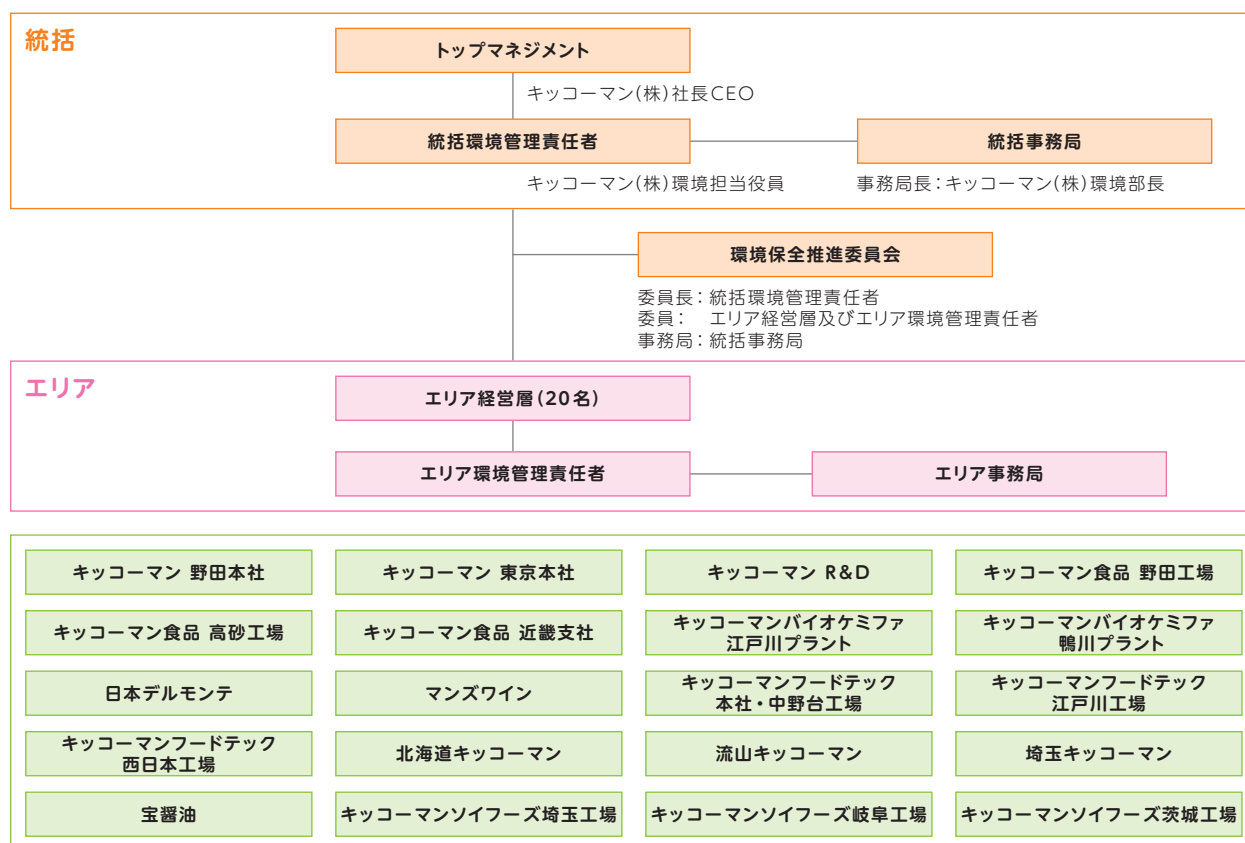 統括
トップマネジメント
キッコーマン(株)社長CEO
統括環境管理責任者
統括事務局
キッコーマン(株)環境担当役員
事務局長：キッコーマン(株)環境部長
環境保全推進委員会
委員長：統括環境管理責任者
委員：　エリア経営層及びエリア環境管理責任者
事務局：統括事務局
エリア
エリア経営層(20名)
エリア環境管理責任者
エリア事務局
キッコーマン 野田本社
キッコーマン 東京本社
キッコーマン R&D
キッコーマン食品 野田工場
キッコーマン食品 高砂工場
キッコーマン食品 近畿支社
キッコーマンバイオケミファ
江戸川プラント
キッコーマンバイオケミファ
鴨川プラント
日本デルモンテ
マンズワイン
キッコーマンフードテック
本社・中野台工場
キッコーマンフードテック
江戸川工場
キッコーマンフードテック
西日本工場
北海道キッコーマン
流山キッコーマン
埼玉キッコーマン
宝醤油
キッコーマンソイフーズ埼玉工場
キッコーマンソイフーズ岐阜工場
キッコーマンソイフーズ茨城工場